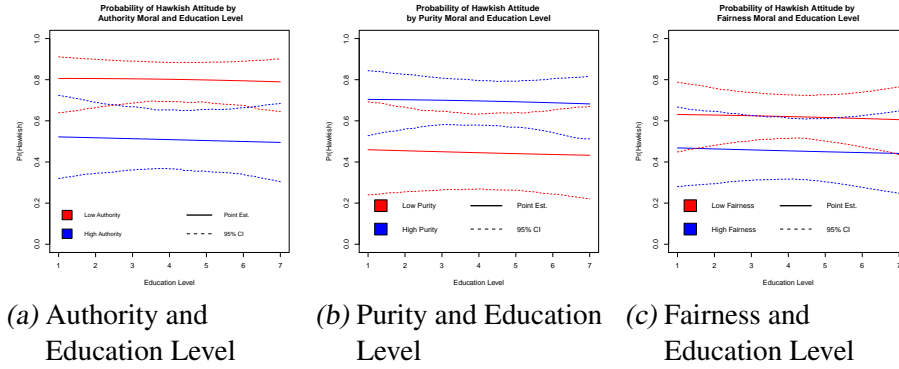 Probability of Hawkish Attitude by
Authority Moral and Education Level
Pr(Hawkish)
1.0
0.8
0.6
0.4
0.2
0.0
Low Authority
High Authority
Point Est.
95% CI
1 2 3 4 5 6 7
Education Level
(a) Authority and
Education Level
Probability of Hawkish Attitude
by Purity Moral and Education Level
Pr(Hawkish)
1.0
0.8
0.6
0.4
0.2
0.0
Low Purity
High Purity
Point Est.
95% CI
1 2 3 4 5 6 7
Education Level
(b) Purity and Education
Level
Probability of Hawkish Attitude by
Fairness Moral and Education Level
Pr(Hawkish)
1.0
0.8
0.6
0.4
0.2
0.0
Low Fairness
High Fairness
Point Est.
95% CI
1 2 3 4 5 6 7
Education Level
(c) Fairness and
Education Level